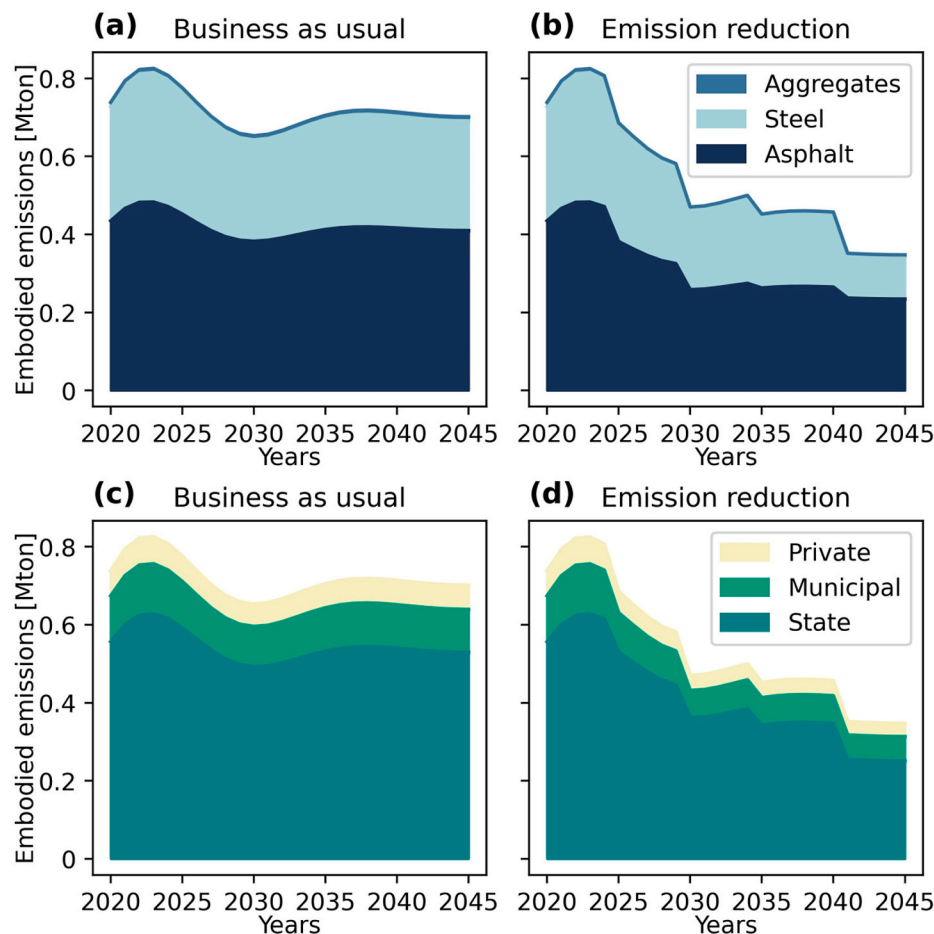 (a) Business as usual
(b) Emission reduction
Embodied emissions [Mton]
0.8
0.6
0.4
0.2
0
2020 2025 2030 2035 2040 2045
Years
Aggregates
Steel
Asphalt
2020 2025 2030 2035 2040 2045
Years
(c) Business as usual
(d) Emission reduction
Embodied emissions [Mton]
0.8
0.6
0.4
0.2
0
2020 2025 2030 2035 2040 2045
Years
Private
Municipal
State
2020 2025 2030 2035 2040 2045
Years